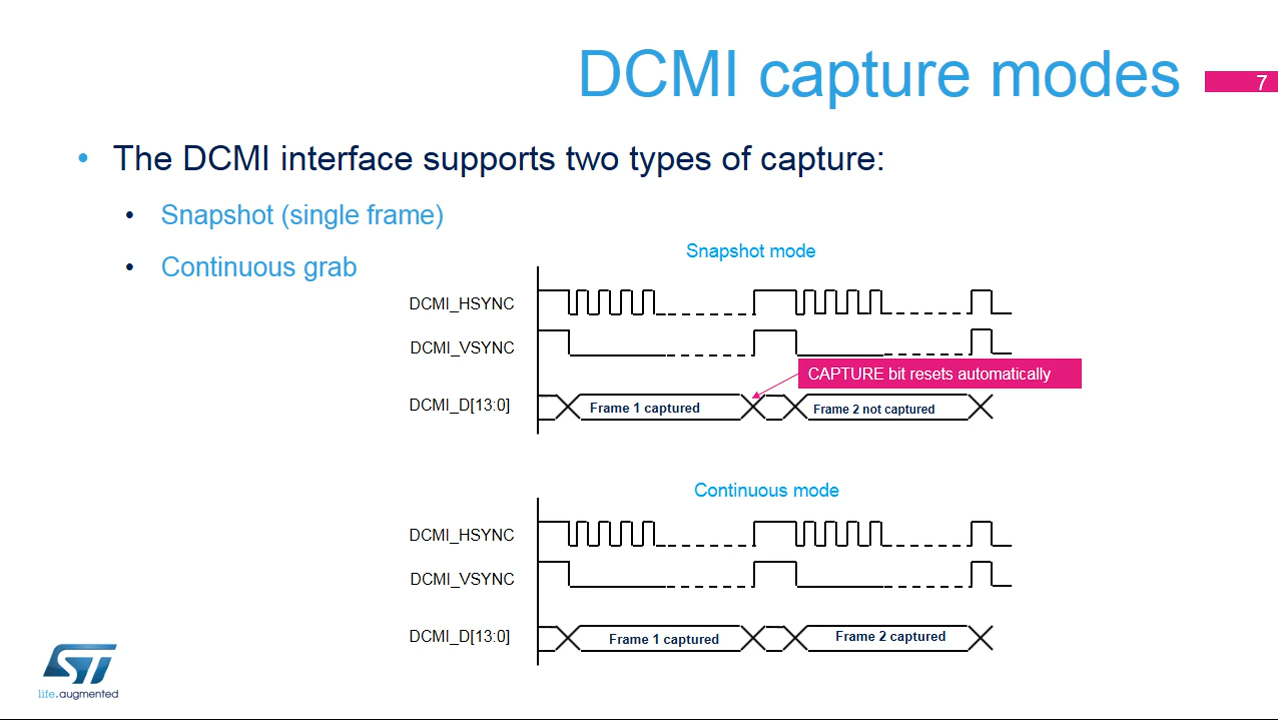 DCMI capture modes
7
• The DCMI interface supports two types of capture:
• Snapshot (single frame)
• Continuous grab
Snapshot mode
DCMI_HSYNC
DCMI_VSYNC
CAPTURE bit resets automatically
DCMI_D[13:0]
Frame 1 captured
Frame 2 not captured
Continuous mode
DCMI_HSYNC
DCMI_VSYNC
DCMI_D[13:0]
Frame 1 captured
Frame 2 captured
ST
life.augmented